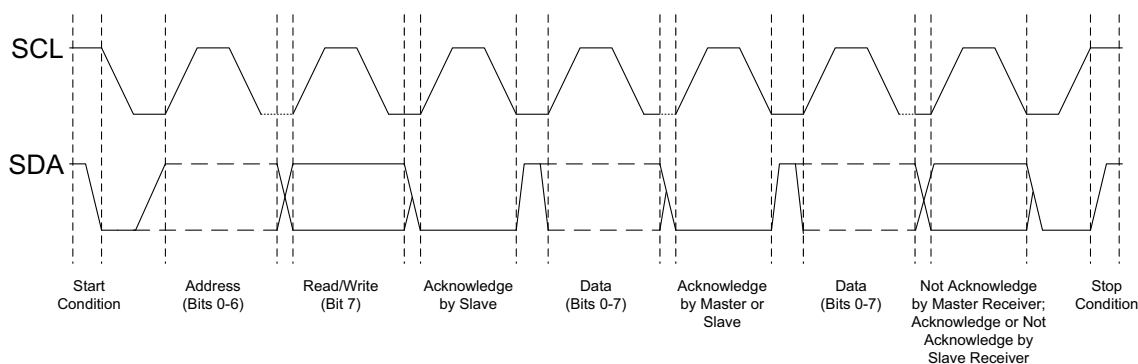 SCL
SDA
Start
Condition
Address
(Bits 0-6)
Read/Write
(Bit 7)
Acknowledge
by Slave
Data
(Bits 0-7)
Acknowledge
by Master or
Slave
Data
(Bits 0-7)
Not Acknowledge
by Master Receiver;
Acknowledge or Not
Acknowledge by
Slave Receiver
Stop
Condition